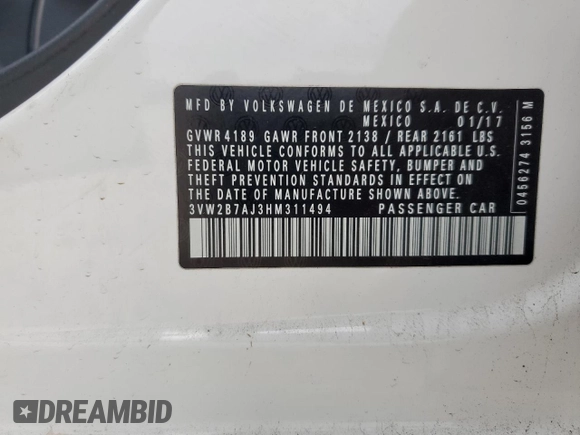 MFD BY VOLKSWAGEN DE MEXICO S.A. DE C.V.
MEXICO 01/17
GVWR 4189 GAWR FRONT 2138 / REAR 2161 LBS
THIS VEHICLE CONFORMS TO ALL APPLICABLE U.S.
FEDERAL MOTOR VEHICLE SAFETY, BUMPER AND
THEFT PREVENTION STANDARDS IN EFFECT ON
THE DATE OF MANUFACTURE SHOWN ABOVE.
3VW2B7AJ3HM311494 PASSENGER CAR
0456274 3156 M
DREAMBID